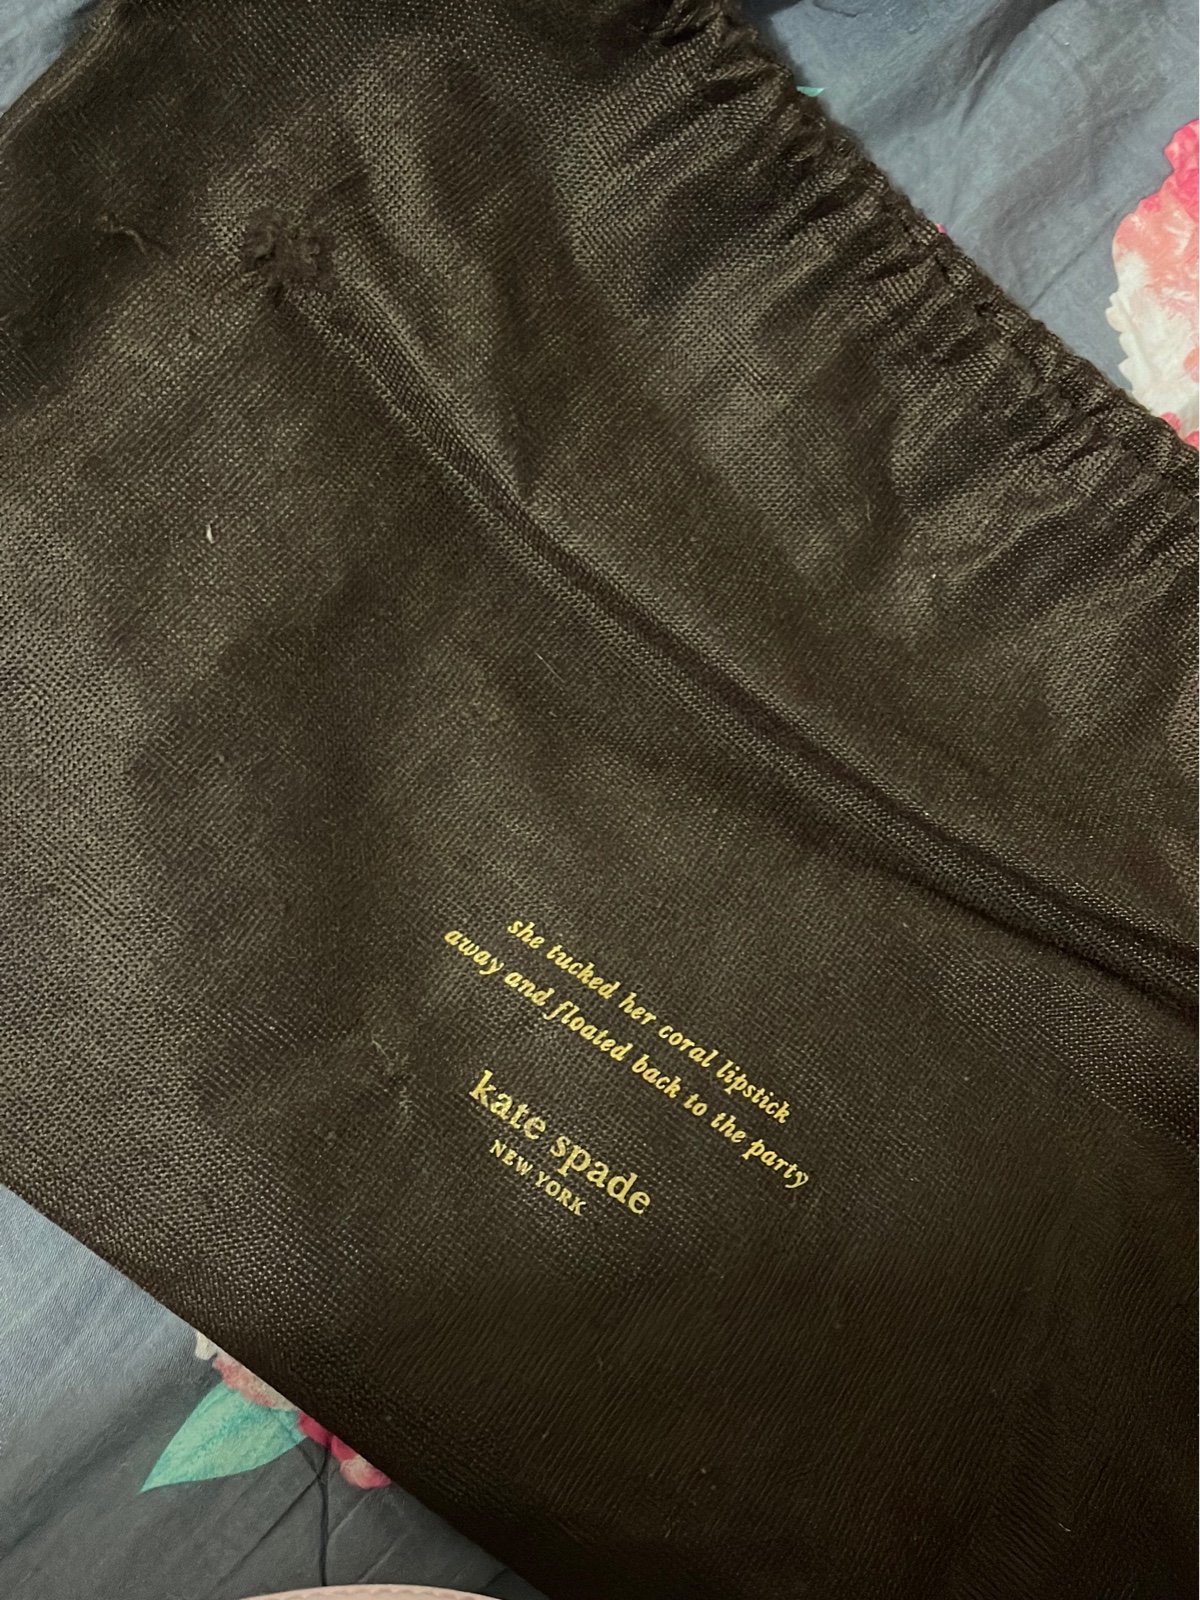 she tucked her coral lipstick
away and floated back to the party
kate spade
NEW YORK